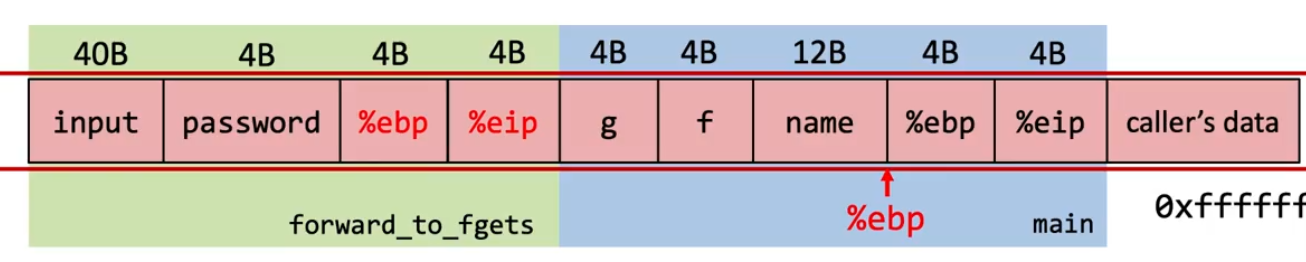 40B 4B 4B 4B 4B 4B 12B 4B 4B
input password %ebp %eip g f name %ebp %eip caller’s data
forward_to_fgets %ebp main 0xffffff